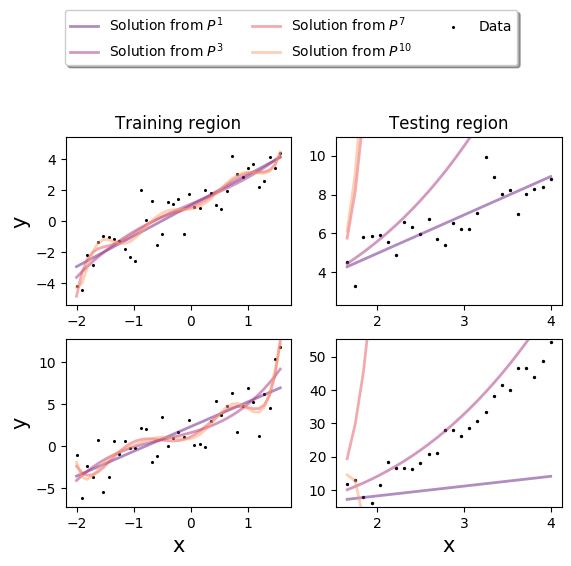 Solution from P¹ Solution from P⁷ Data
Solution from P³ Solution from P¹⁰
Training region Testing region
4
2
0
−2
−4
y
−2 −1 0 1
10
8
6
4
2 3 4
10
5
0
−5
y
−2 −1 0 1
x
50
40
30
20
10
2 3 4
x